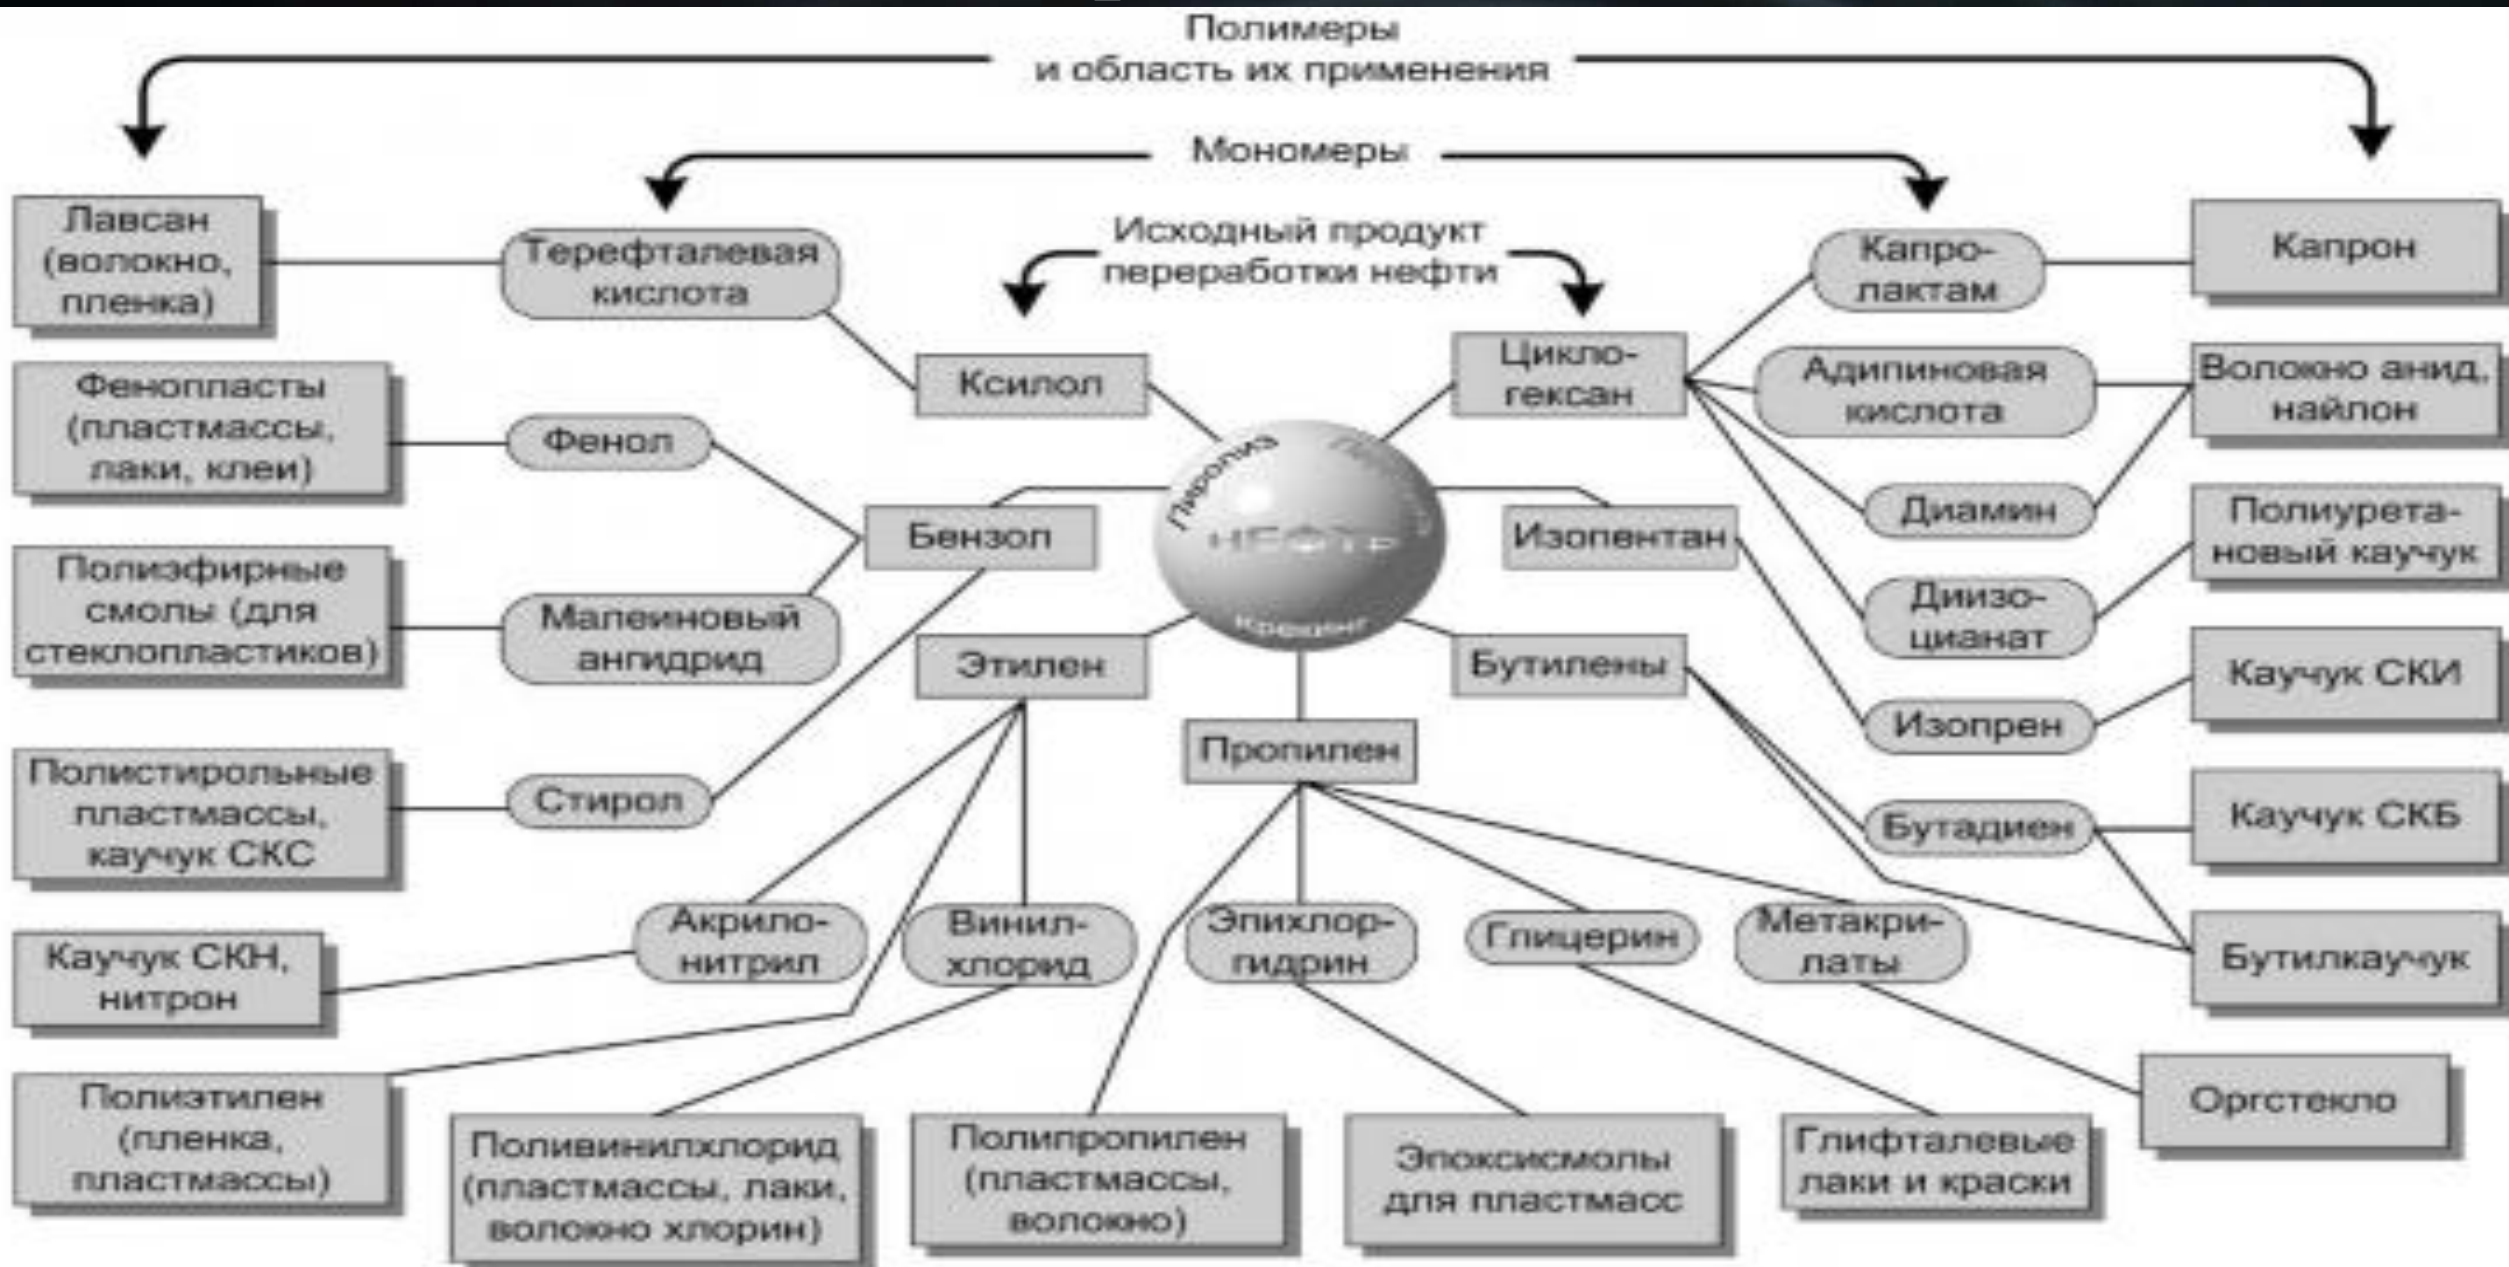 Полимеры
и область их применения
Мономеры
Исходный продукт
переработки нефти
Лавсан
(волокно,
пленка)
Терефталевая
кислота
Ксилол
Цикло-
гексан
Капро-
лактам
Капрон
Фенопласты
(пластмассы,
лаки, клеи)
Фенол
Адипиновая
кислота
Волокно анид,
найлон
Пиролиз
НЕФТЬ
Крекинг
Бензол
Изопентан
Диамин
Полиурета-
новый каучук
Полиэфирные
смолы (для
стеклопластиков)
Малеиновый
ангидрид
Этилен
Бутилены
Диизо-
цианат
Каучук СКИ
Пропилен
Изопрен
Полистирольные
пластмассы,
каучук СКС
Стирол
Бутадиен
Каучук СКБ
Каучук СКН,
нитрон
Акрило-
нитрил
Винил-
хлорид
Эпихлор-
гидрин
Глицерин
Метакри-
латы
Бутилкаучук
Полиэтилен
(пленка,
пластмассы)
Поливинилхлорид
(пластмассы, лаки,
волокно хлорин)
Полипропилен
(пластмассы,
волокно)
Эпоксисмолы
для пластмасс
Глифталевые
лаки и краски
Оргстекло